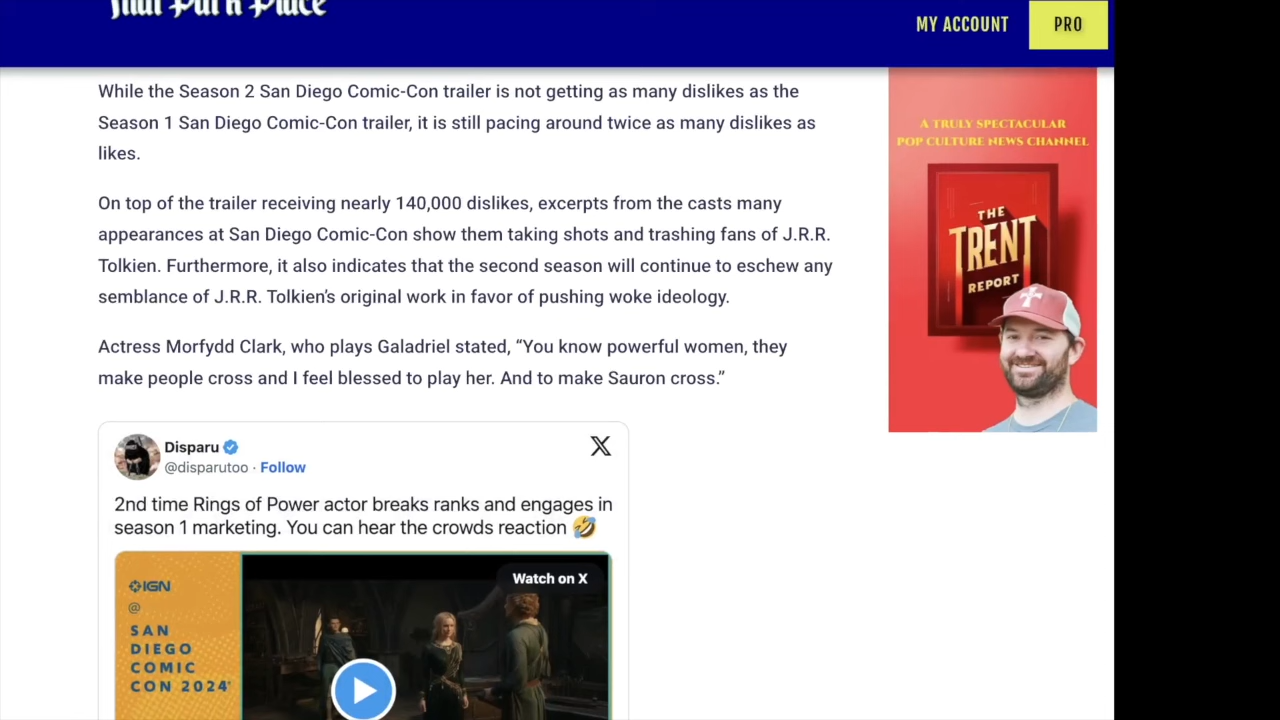 That Park Place
MY ACCOUNT
PRO
While the Season 2 San Diego Comic-Con trailer is not getting as many dislikes as the
Season 1 San Diego Comic-Con trailer, it is still pacing around twice as many dislikes as
likes.
On top of the trailer receiving nearly 140,000 dislikes, excerpts from the casts many
appearances at San Diego Comic-Con show them taking shots and trashing fans of J.R.R.
Tolkien. Furthermore, it also indicates that the second season will continue to eschew any
semblance of J.R.R. Tolkien’s original work in favor of pushing woke ideology.
Actress Morfydd Clark, who plays Galadriel stated, “You know powerful women, they
make people cross and I feel blessed to play her. And to make Sauron cross.”
Disparu
@disparutoo · Follow
2nd time Rings of Power actor breaks ranks and engages in
season 1 marketing. You can hear the crowds reaction 🤣
Watch on X
IGN
@
SAN
DIEGO
COMIC
CON 2024
A TRULY SPECTACULAR
POP CULTURE NEWS CHANNEL
THE
TRENT
REPORT